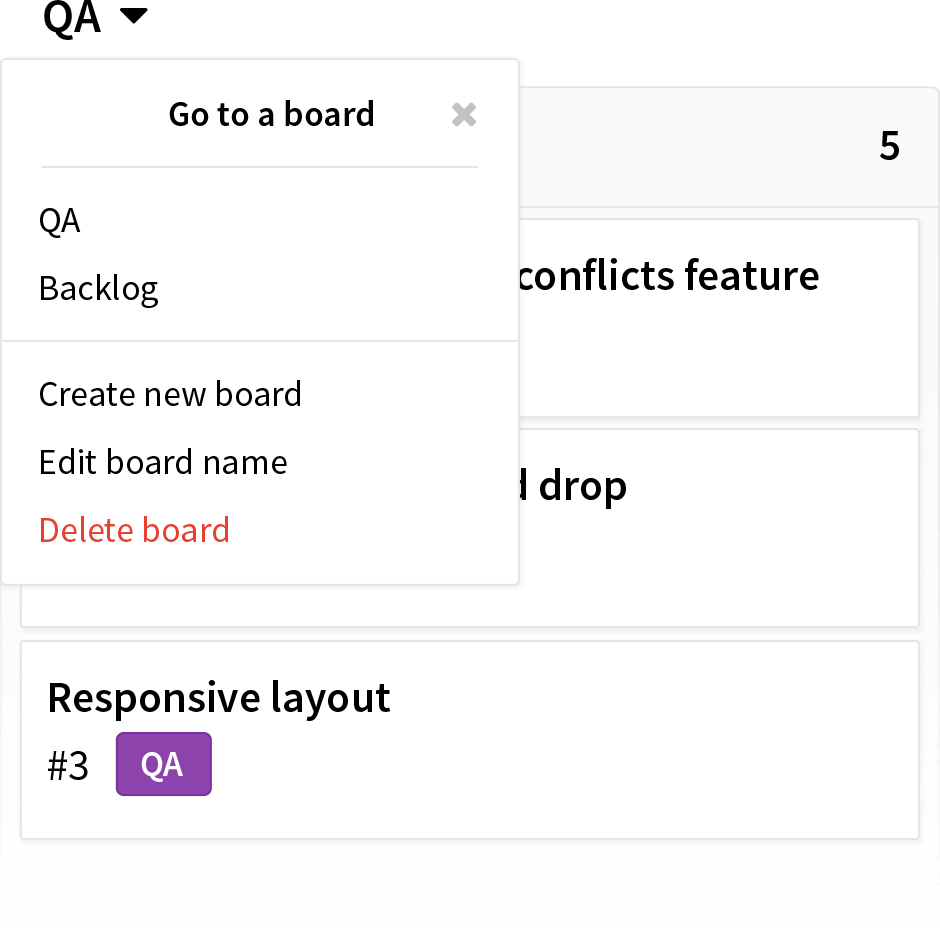 QA
Go to a board
5
QA
conflicts feature
Backlog
Create new board
Edit board name
drop
Delete board
Responsive layout
#3 QA